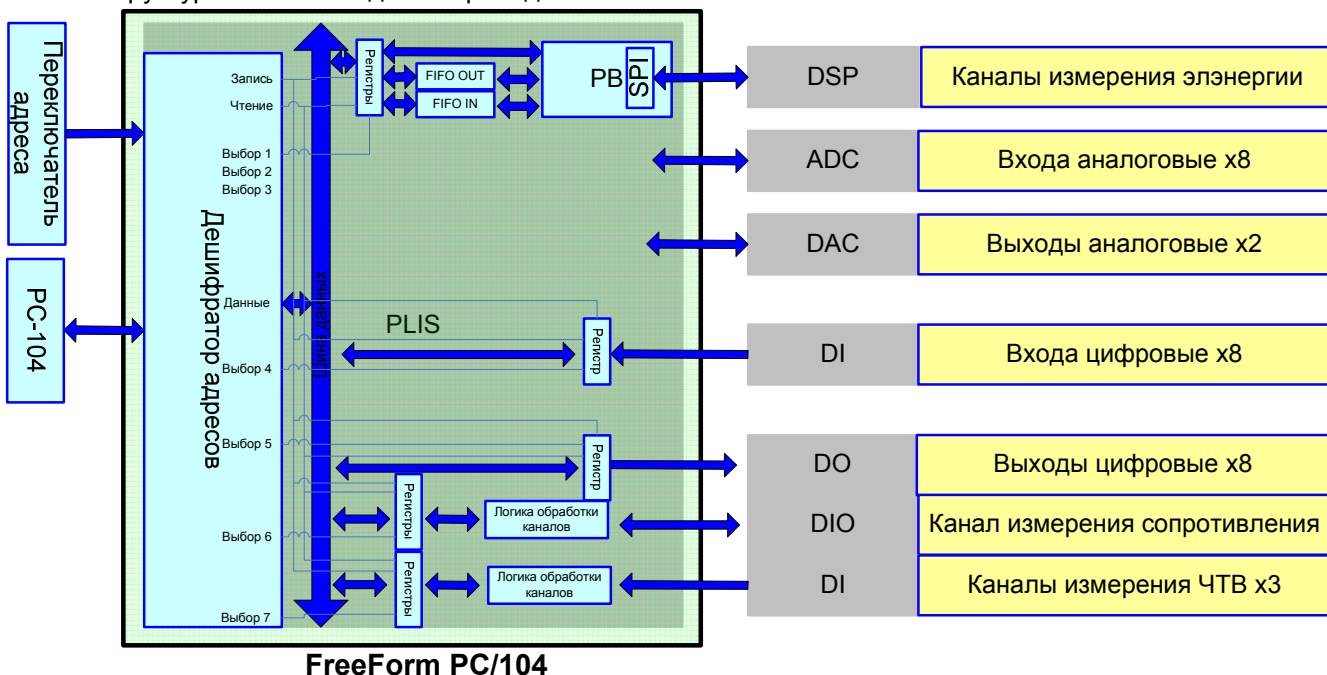 Переключатель
адреса
PC-104
Дешифратор адресов
Запись
Чтение
Выбор 1
Выбор 2
Выбор 3
Данные
Выбор 4
Выбор 5
Выбор 6
Выбор 7
Шина данных
Регистры
FIFO OUT
FIFO IN
PB
SPI
PLIS
Регистр
Регистр
Регистры
Логика обработки
каналов
Регистры
Логика обработки
каналов
DSP Каналы измерения элэнергии
ADC Входа аналоговые x8
DAC Выходы аналоговые x2
DI Входа цифровые x8
DO Выходы цифровые x8
DIO Канал измерения сопротивления
DI Каналы измерения ЧТВ x3
FreeForm PC/104